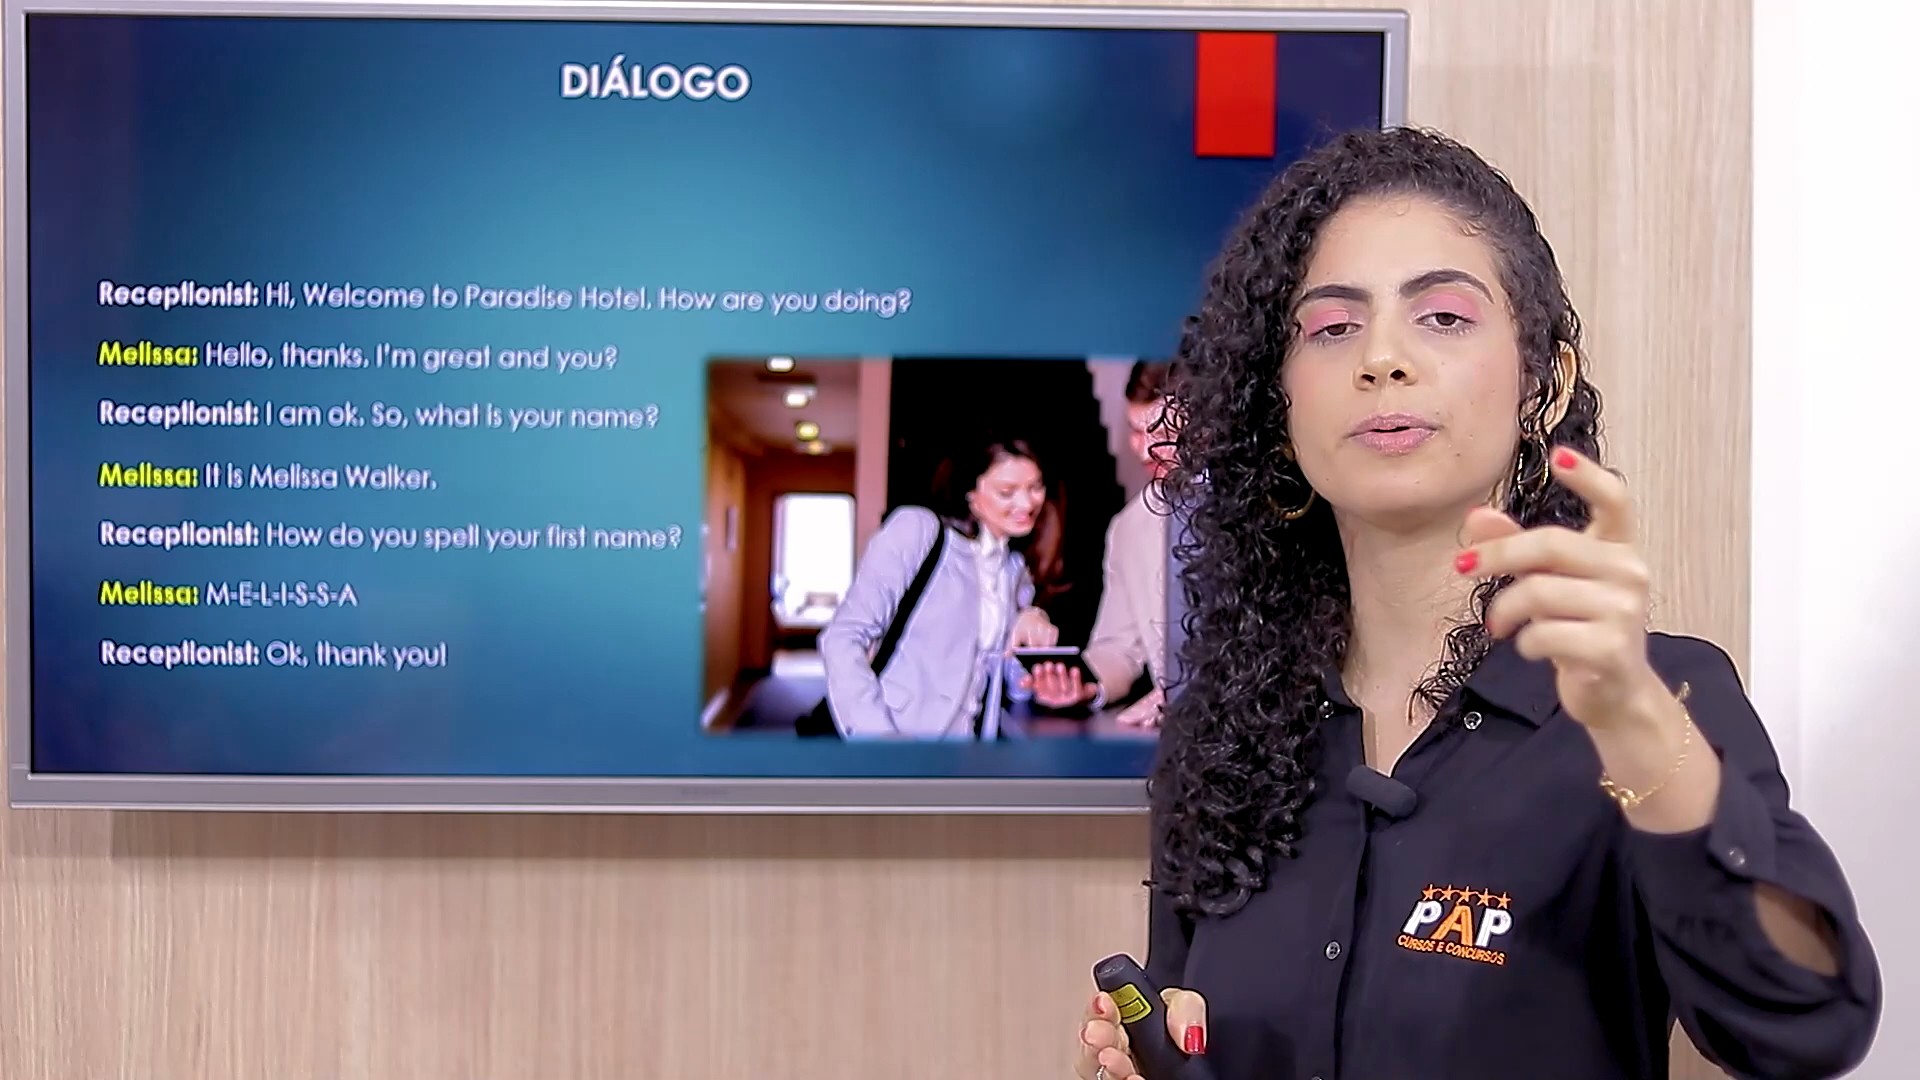 DIÁLOGO
Receptionist: Hi, Welcome to Paradise Hotel. How are you doing?
Melissa: Hello, thanks. I'm great and you?
Receptionist: I am ok. So, what is your name?
Melissa: It is Melissa Walker.
Receptionist: How do you spell your first name?
Melissa: M-E-L-I-S-S-A
Receptionist: Ok, thank you!
PAP
CURSOS E CONCURSOS